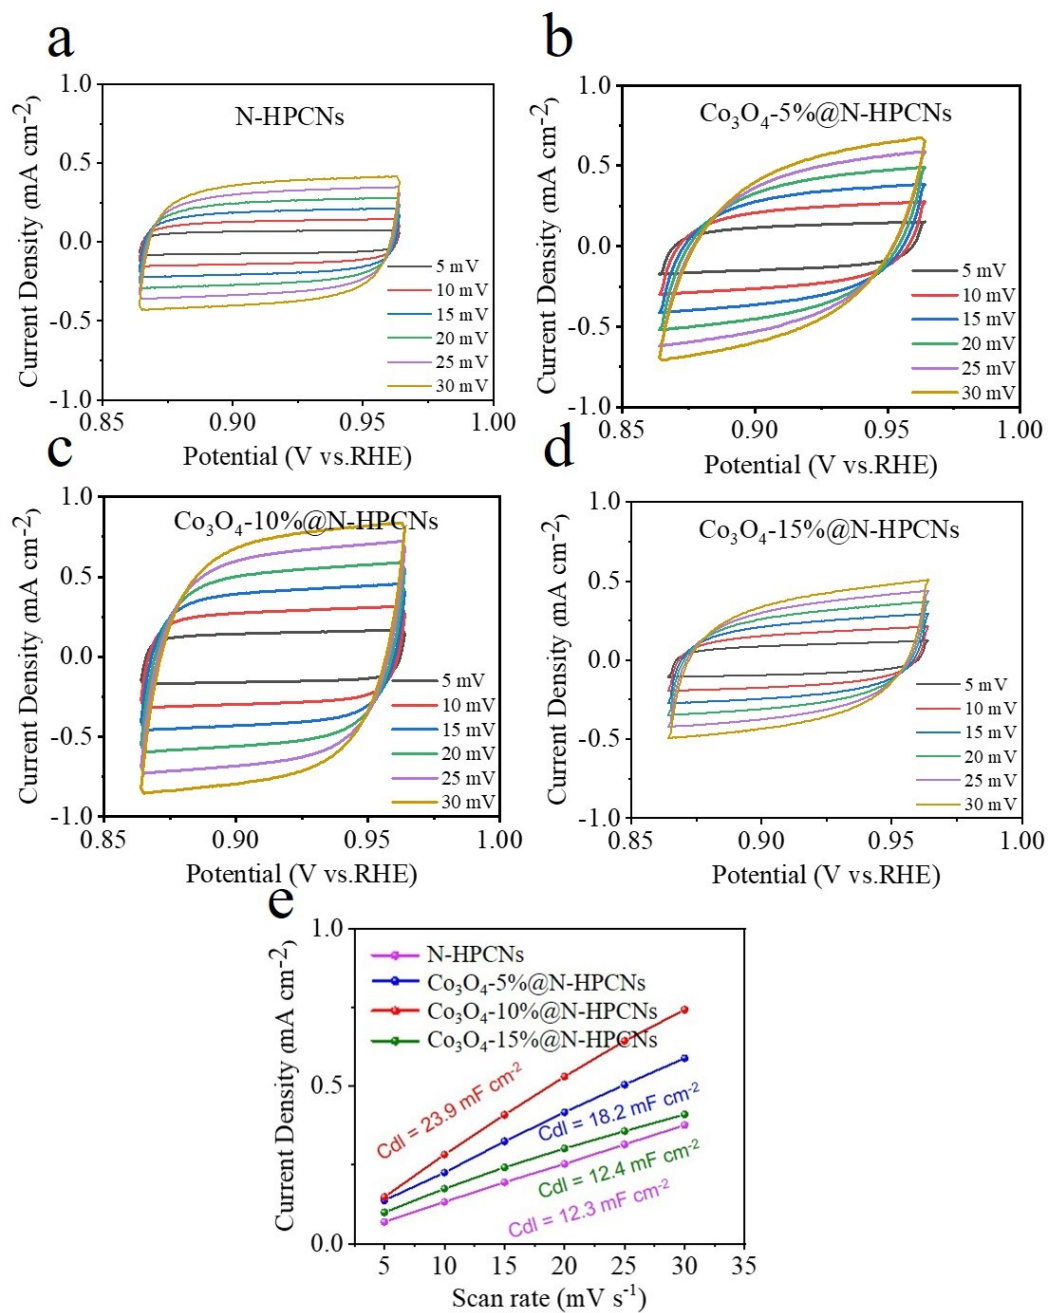 a
1.0
0.5
0.0
-0.5
-1.0
Current Density (mA cm-2)
N-HPCNs
5 mV
10 mV
15 mV
20 mV
25 mV
30 mV
0.85 0.90 0.95 1.00
Potential (V vs.RHE)
b
1.0
0.5
0.0
-0.5
-1.0
Current Density (mA cm-2)
Co₃O₄-5%@N-HPCNs
5 mV
10 mV
15 mV
20 mV
25 mV
30 mV
0.85 0.90 0.95 1.00
Potential (V vs.RHE)
c
1.0
0.5
0.0
-0.5
-1.0
Current Density (mA cm-2)
Co₃O₄-10%@N-HPCNs
5 mV
10 mV
15 mV
20 mV
25 mV
30 mV
0.85 0.90 0.95 1.00
Potential (V vs.RHE)
d
1.0
0.5
0.0
-0.5
-1.0
Current Density (mA cm-2)
Co₃O₄-15%@N-HPCNs
5 mV
10 mV
15 mV
20 mV
25 mV
30 mV
0.85 0.90 0.95 1.00
Potential (V vs.RHE)
e
1.0
0.5
0.0
Current Density (mA cm-2)
N-HPCNs
Co₃O₄-5%@N-HPCNs
Co₃O₄-10%@N-HPCNs
Co₃O₄-15%@N-HPCNs
Cdl = 23.9 mF cm⁻²
Cdl = 18.2 mF cm⁻²
Cdl = 12.4 mF cm⁻²
Cdl = 12.3 mF cm⁻²
5 10 15 20 25 30 35
Scan rate (mV s⁻¹)